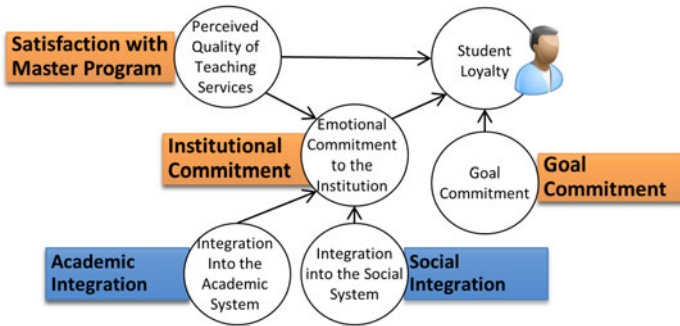 Satisfaction with
Master Program
Perceived
Quality of
Teaching
Services
Student
Loyalty
Institutional
Commitment
Emotional
Commitment
to the
Institution
Goal
Commitment
Goal
Commitment
Academic
Integration
Integration
Into the
Academic
System
Integration
into the Social
System
Social
Integration